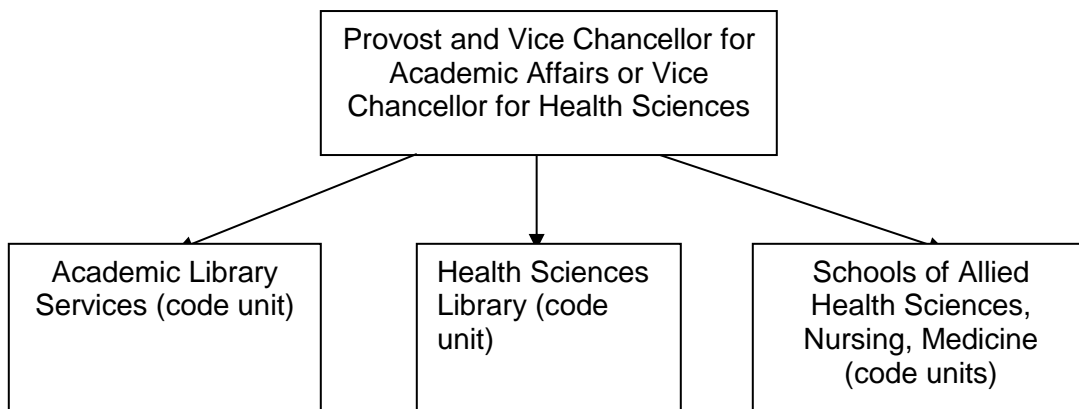 Provost and Vice Chancellor for
Academic Affairs or Vice
Chancellor for Health Sciences
Academic Library
Services (code unit)
Health Sciences
Library (code
unit)
Schools of Allied
Health Sciences,
Nursing, Medicine
(code units)